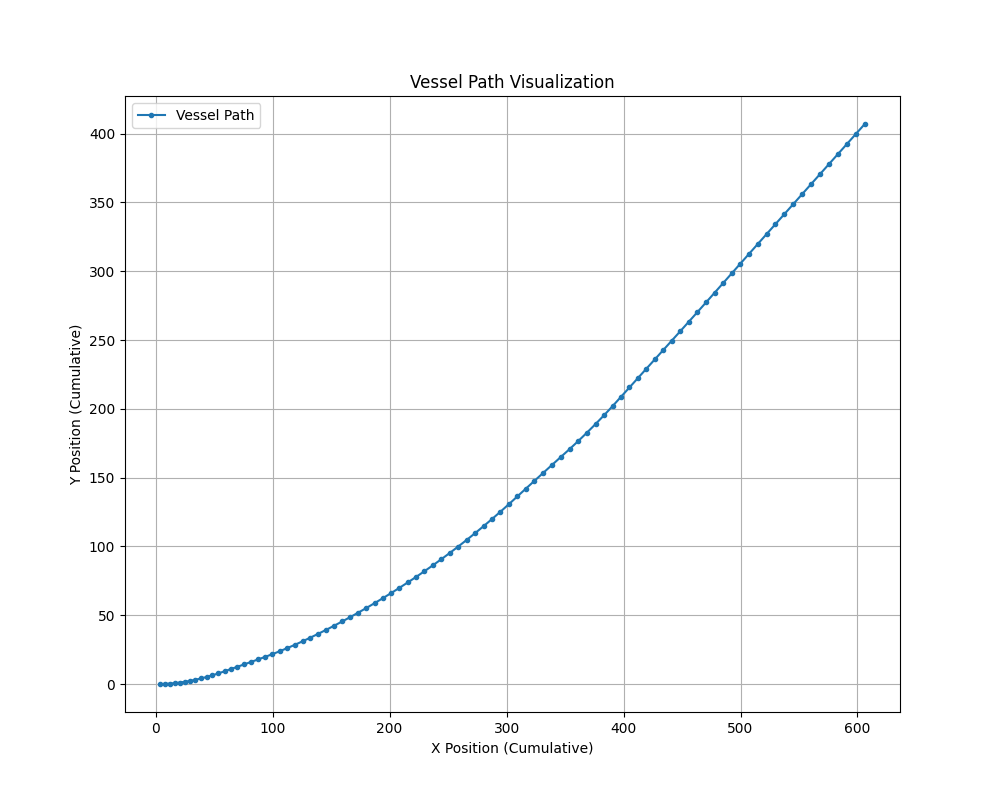 Vessel Path Visualization
Vessel Path
Y Position (Cumulative)
400
350
300
250
200
150
100
50
0
0 100 200 300 400 500 600
X Position (Cumulative)